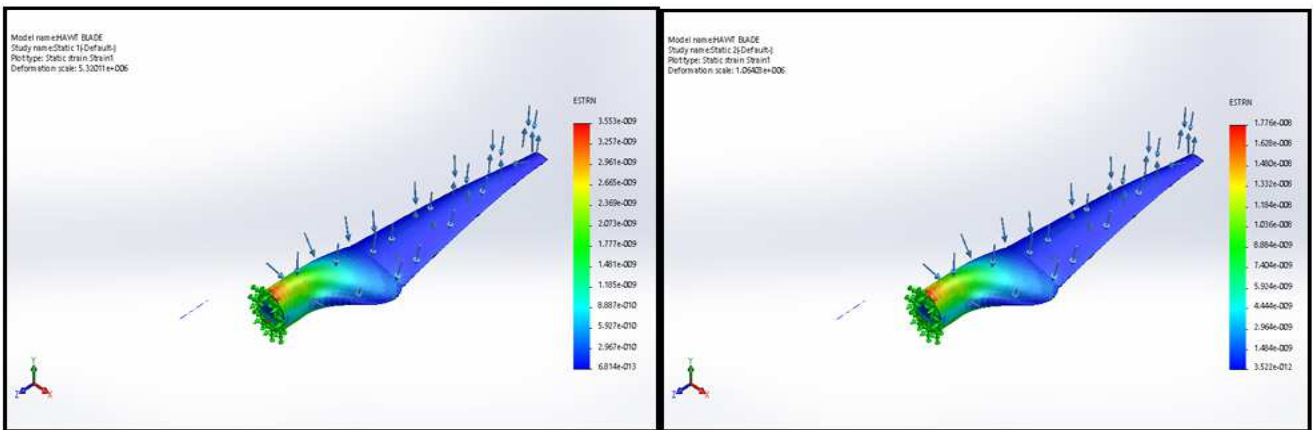 Model name:HAWT BLADE
Study name:Static 1(-Default-)
Plot type: Static strain Strain1
Deformation scale: 5.32011e+006
ESTRN
3.553e-009
3.257e-009
2.961e-009
2.665e-009
2.369e-009
2.073e-009
1.777e-009
1.481e-009
1.185e-009
8.887e-010
5.927e-010
2.967e-010
6.814e-013
Y
Z
X
Model name:HAWT BLADE
Study name:Static 2(-Default-)
Plot type: Static strain Strain1
Deformation scale: 1.06403e+006
ESTRN
1.776e-008
1.628e-008
1.480e-008
1.332e-008
1.184e-008
1.036e-008
8.884e-009
7.404e-009
5.924e-009
4.444e-009
2.964e-009
1.484e-009
3.522e-012
Y
Z
X